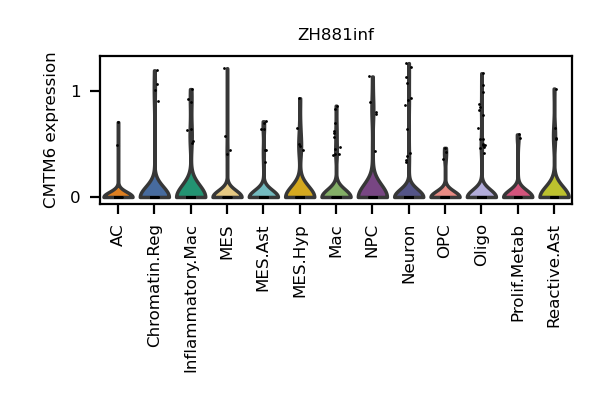 ZH881inf
CMTM6 expression
1
0
AC
Chromatin.Reg
Inflammatory.Mac
MES
MES.Ast
MES.Hyp
Mac
NPC
Neuron
OPC
Oligo
Prolif.Metab
Reactive.Ast